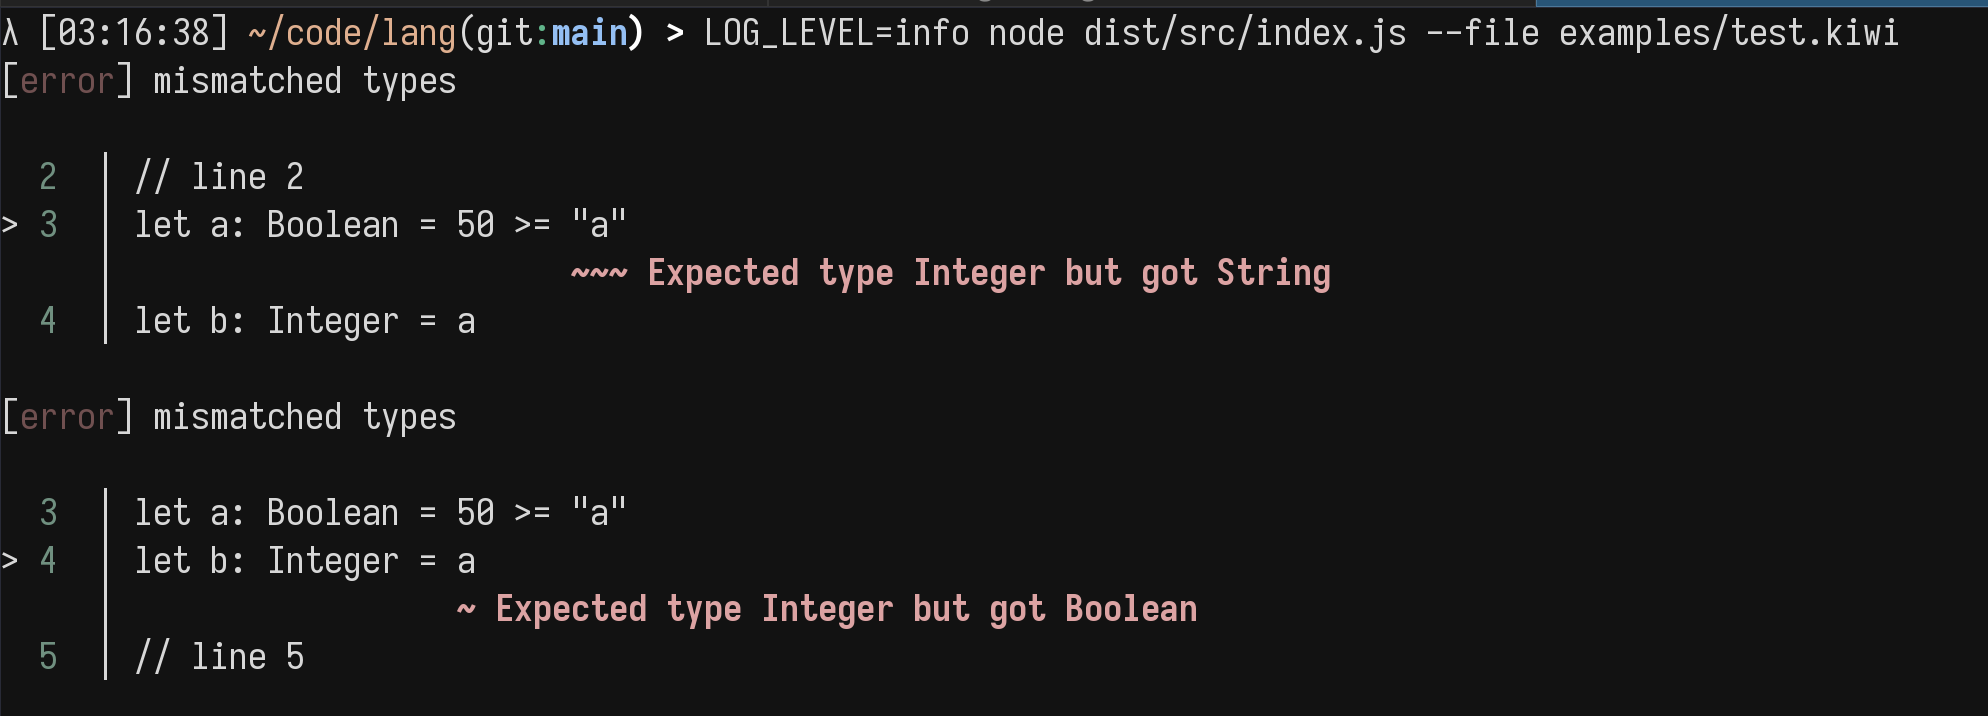 λ [03:16:38] ~/code/lang(git:main) > LOG_LEVEL=info node dist/src/index.js --file examples/test.kiwi
[error] mismatched types
2 │ // line 2
> 3 │ let a: Boolean = 50 >= "a"
│ ~~~ Expected type Integer but got String
4 │ let b: Integer = a
[error] mismatched types
3 │ let a: Boolean = 50 >= "a"
> 4 │ let b: Integer = a
│ ~ Expected type Integer but got Boolean
5 │ // line 5